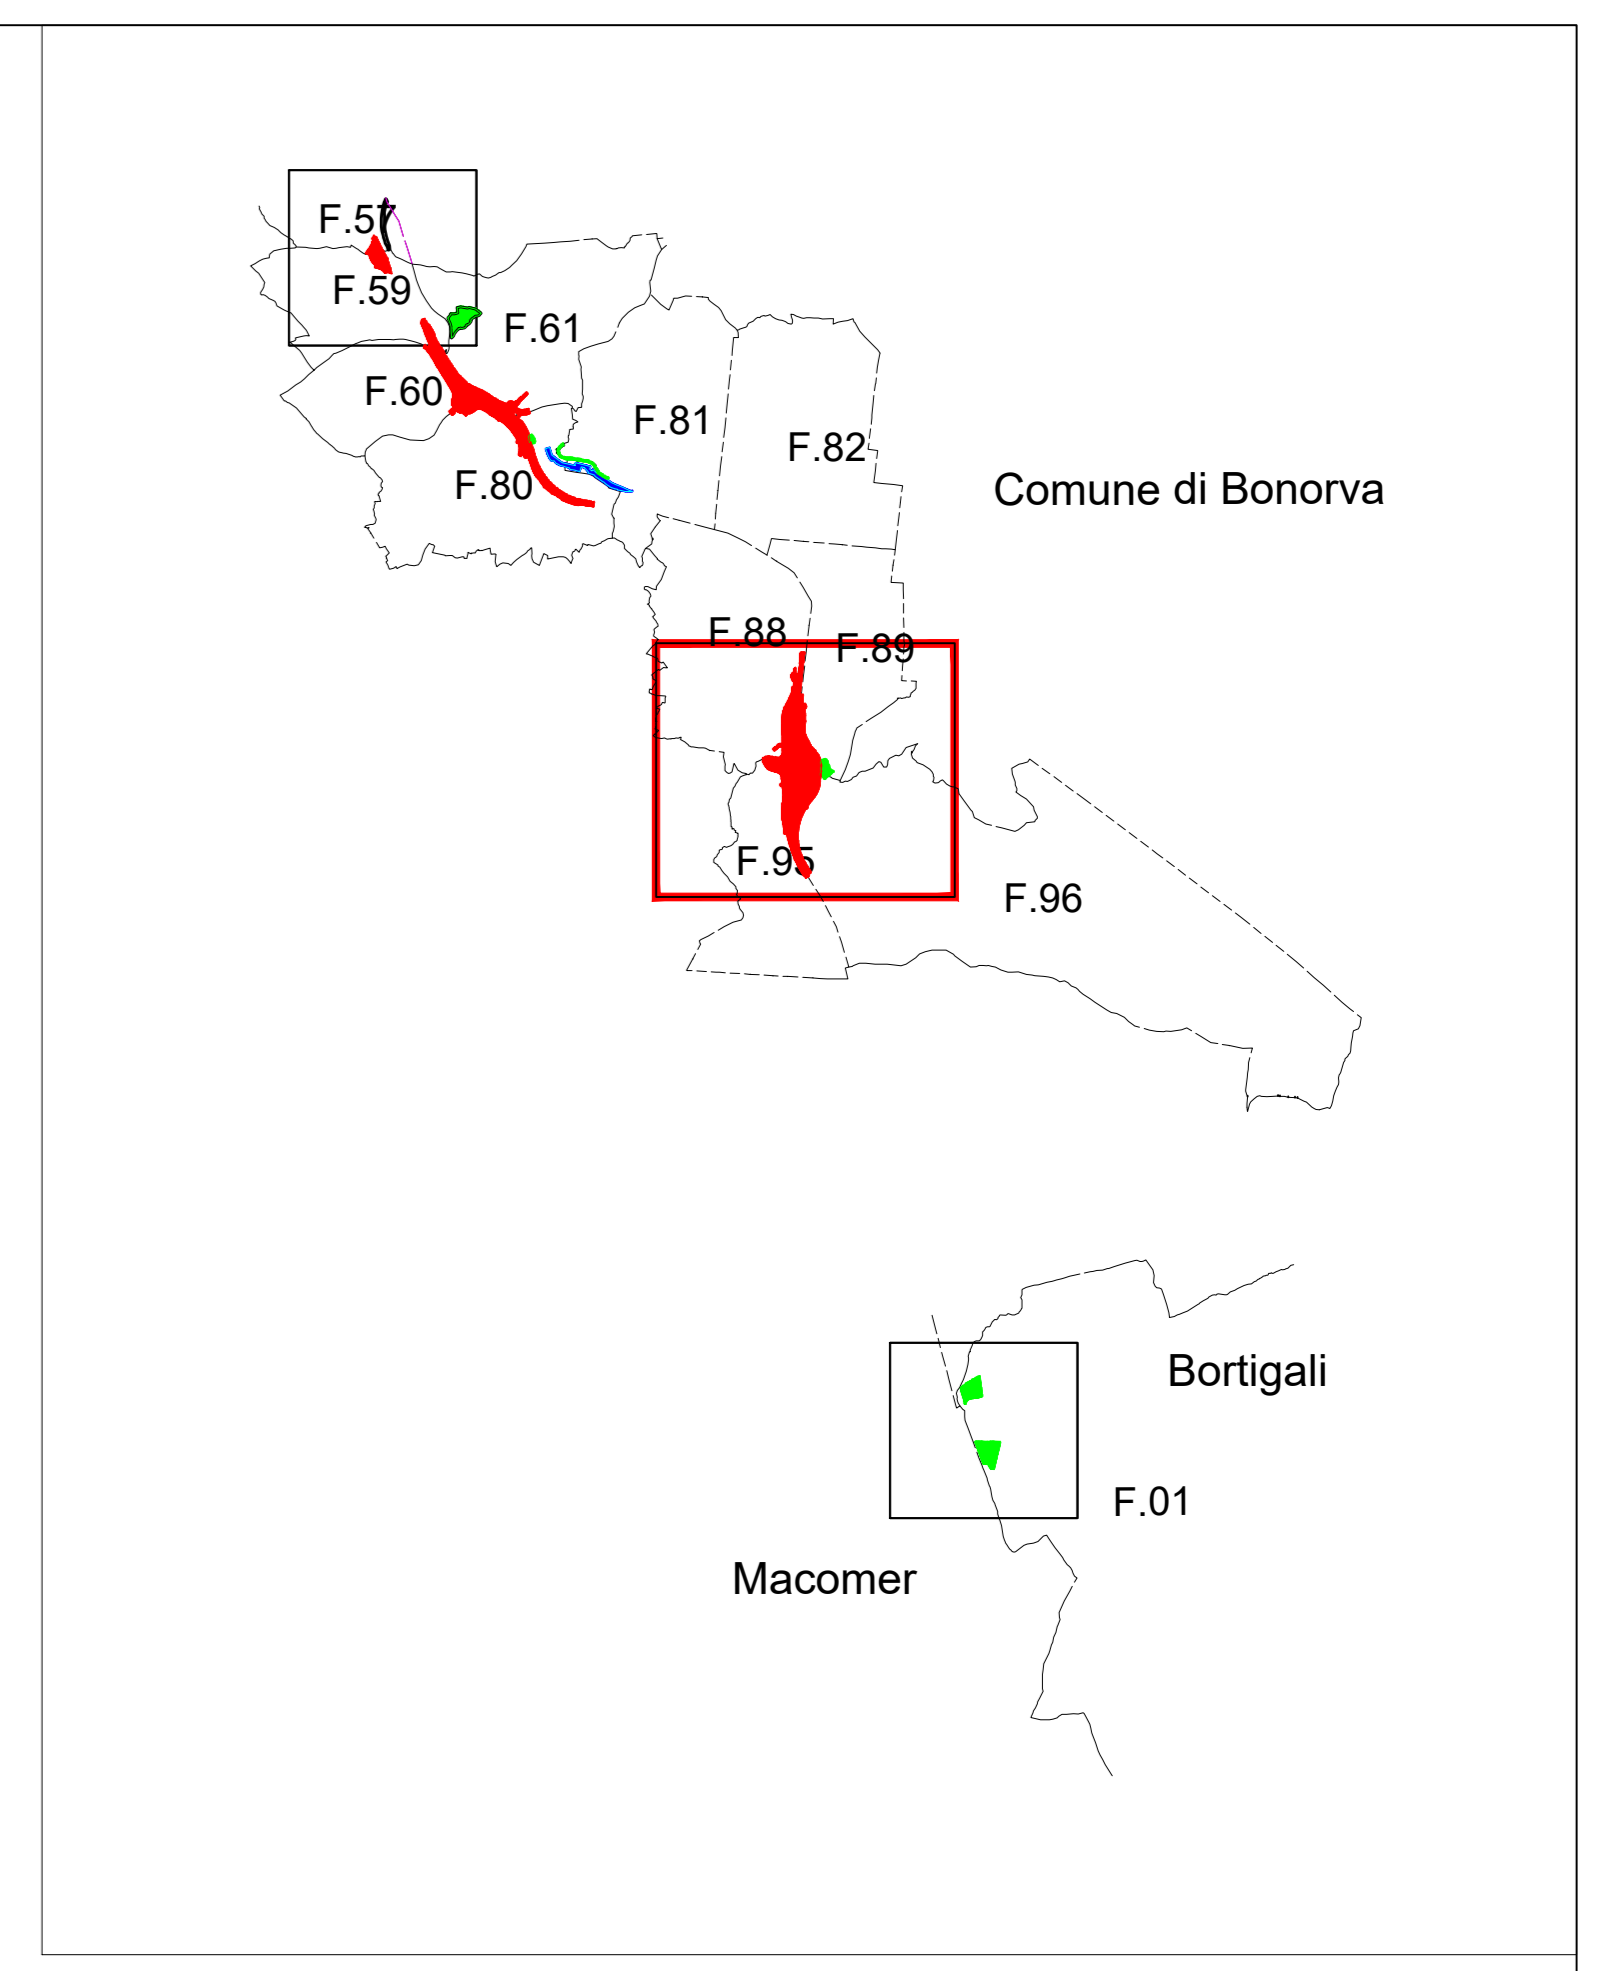 F.57
F.59
F.61
F.60
F.81
F.82
F.80
Comune di Bonorva
F.88
F.89
F.95
F.96
Bortigali
F.01
Macomer